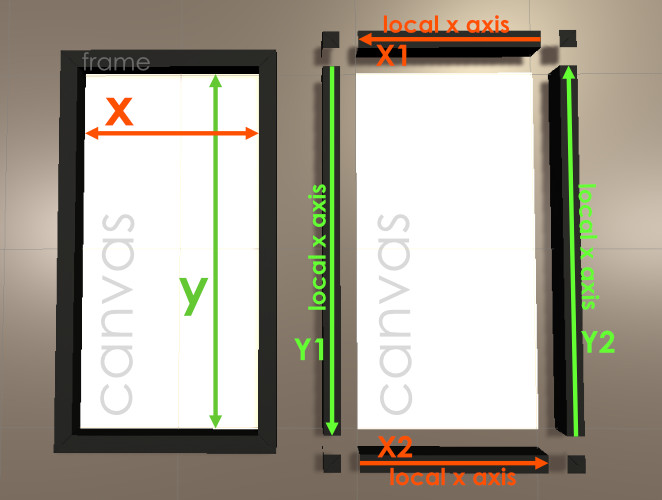 frame
x
y
canvas
local x axis
X1
local x axis
Y1
canvas
local x axis
Y2
X2
local x axis